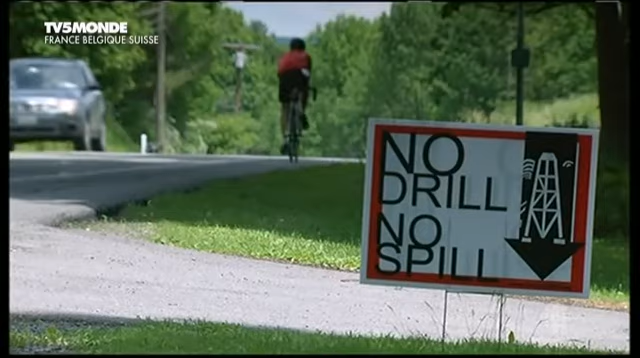 TV5MONDE
FRANCE BELGIQUE SUISSE
NO
DRILL
NO
SPILL